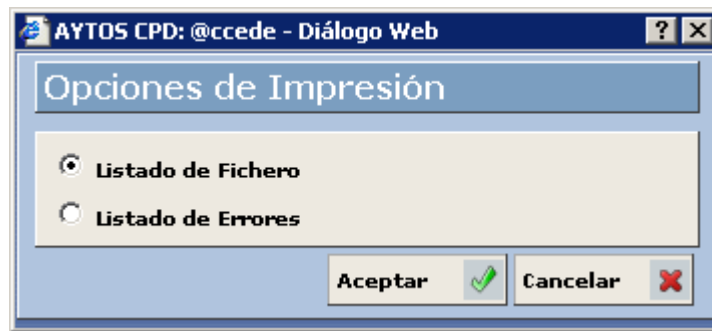 AYTOS CPD: @ccede - Diálogo Web
Opciones de Impresión
Listado de Fichero
Listado de Errores
Aceptar Cancelar